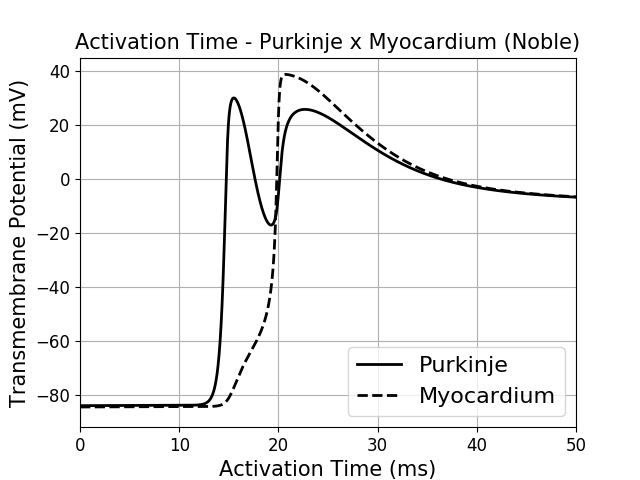 Activation Time - Purkinje x Myocardium (Noble)
Transmembrane Potential (mV)
40
20
0
−20
−40
−60
−80
Purkinje
Myocardium
0 10 20 30 40 50
Activation Time (ms)